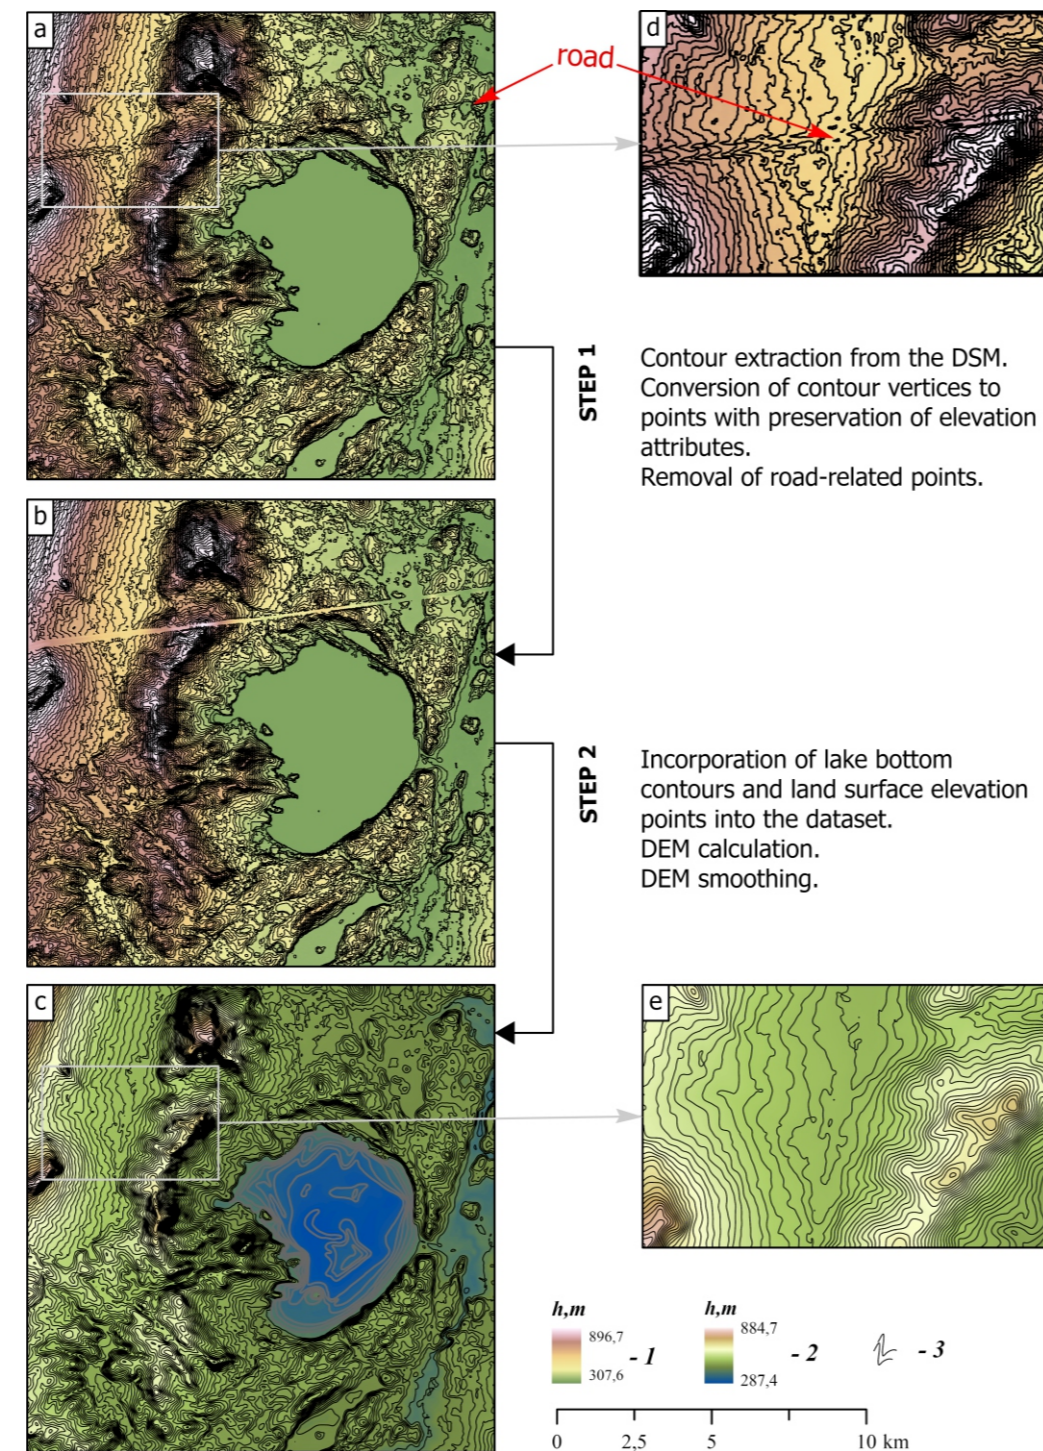 a
d
road
STEP 1
Contour extraction from the DSM.
Conversion of contour vertices to
points with preservation of elevation
attributes.
Removal of road-related points.
b
STEP 2
Incorporation of lake bottom
contours and land surface elevation
points into the dataset.
DEM calculation.
DEM smoothing.
c
e
h,m
896,7
307,6
- 1
h,m
884,7
287,4
- 2
- 3
0 2,5 5 10 km